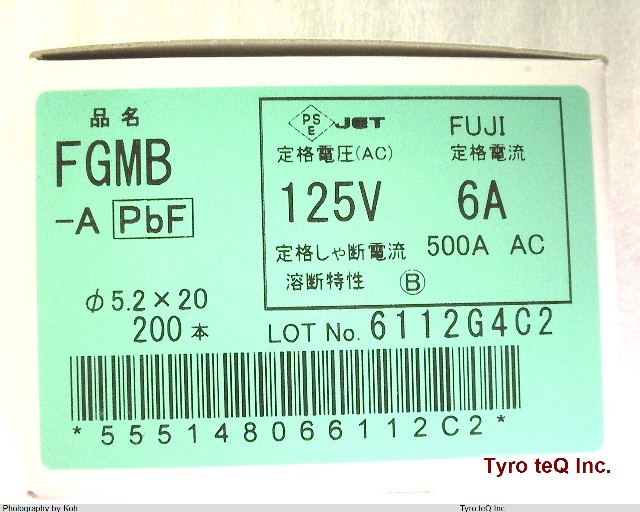 品名
FGMB
-A PbF
φ5.2×20
200本
PS
E
JET
FUJI
定格電圧(AC)
定格電流
125V
6A
定格しゃ断電流 500A AC
溶断特性 Ⓑ
LOT No. 6112G4C2
*555148066112C2*
Tyro teQ Inc.
Photography by Koh
Tyro teQ Inc